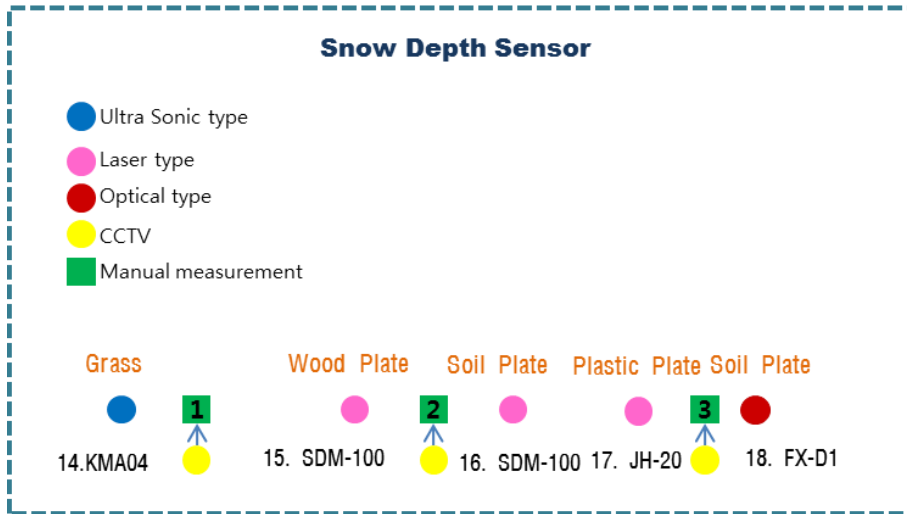 Snow Depth Sensor
Ultra Sonic type
Laser type
Optical type
CCTV
Manual measurement
Grass Wood Plate Soil Plate Plastic Plate Soil Plate
1 2 3
14.KMA04 15. SDM-100 16. SDM-100 17. JH-20 18. FX-D1